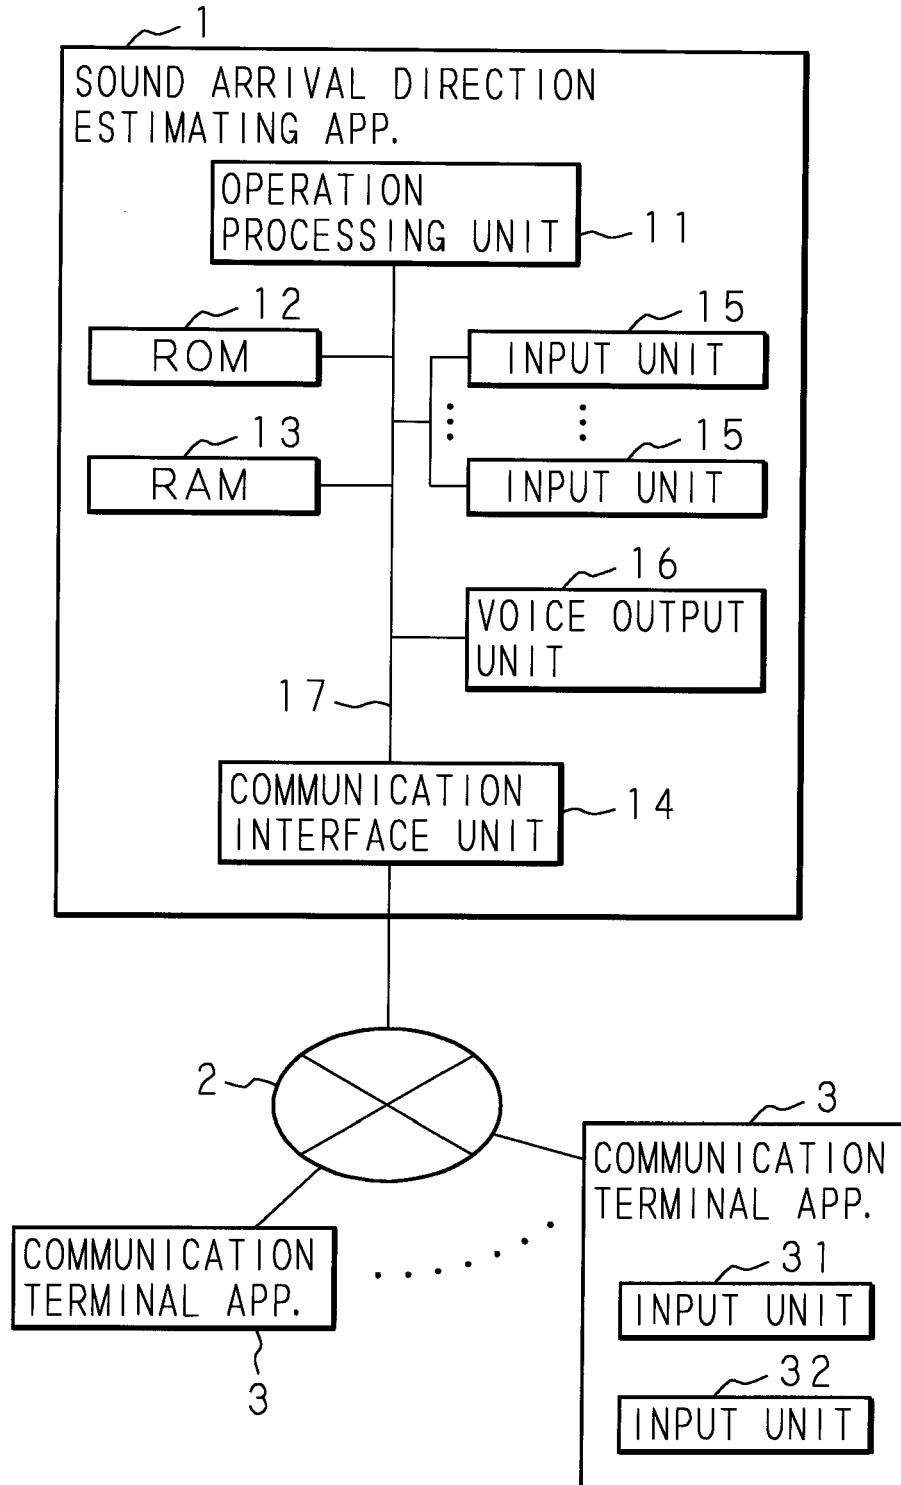 1
SOUND ARRIVAL DIRECTION
ESTIMATING APP.
OPERATION
PROCESSING UNIT
11
12
ROM
15
INPUT UNIT
13
RAM
15
INPUT UNIT
16
VOICE OUTPUT
UNIT
17
COMMUNICATION
INTERFACE UNIT
14
2
3
COMMUNICATION
TERMINAL APP.
31
INPUT UNIT
32
INPUT UNIT
COMMUNICATION
TERMINAL APP.
3